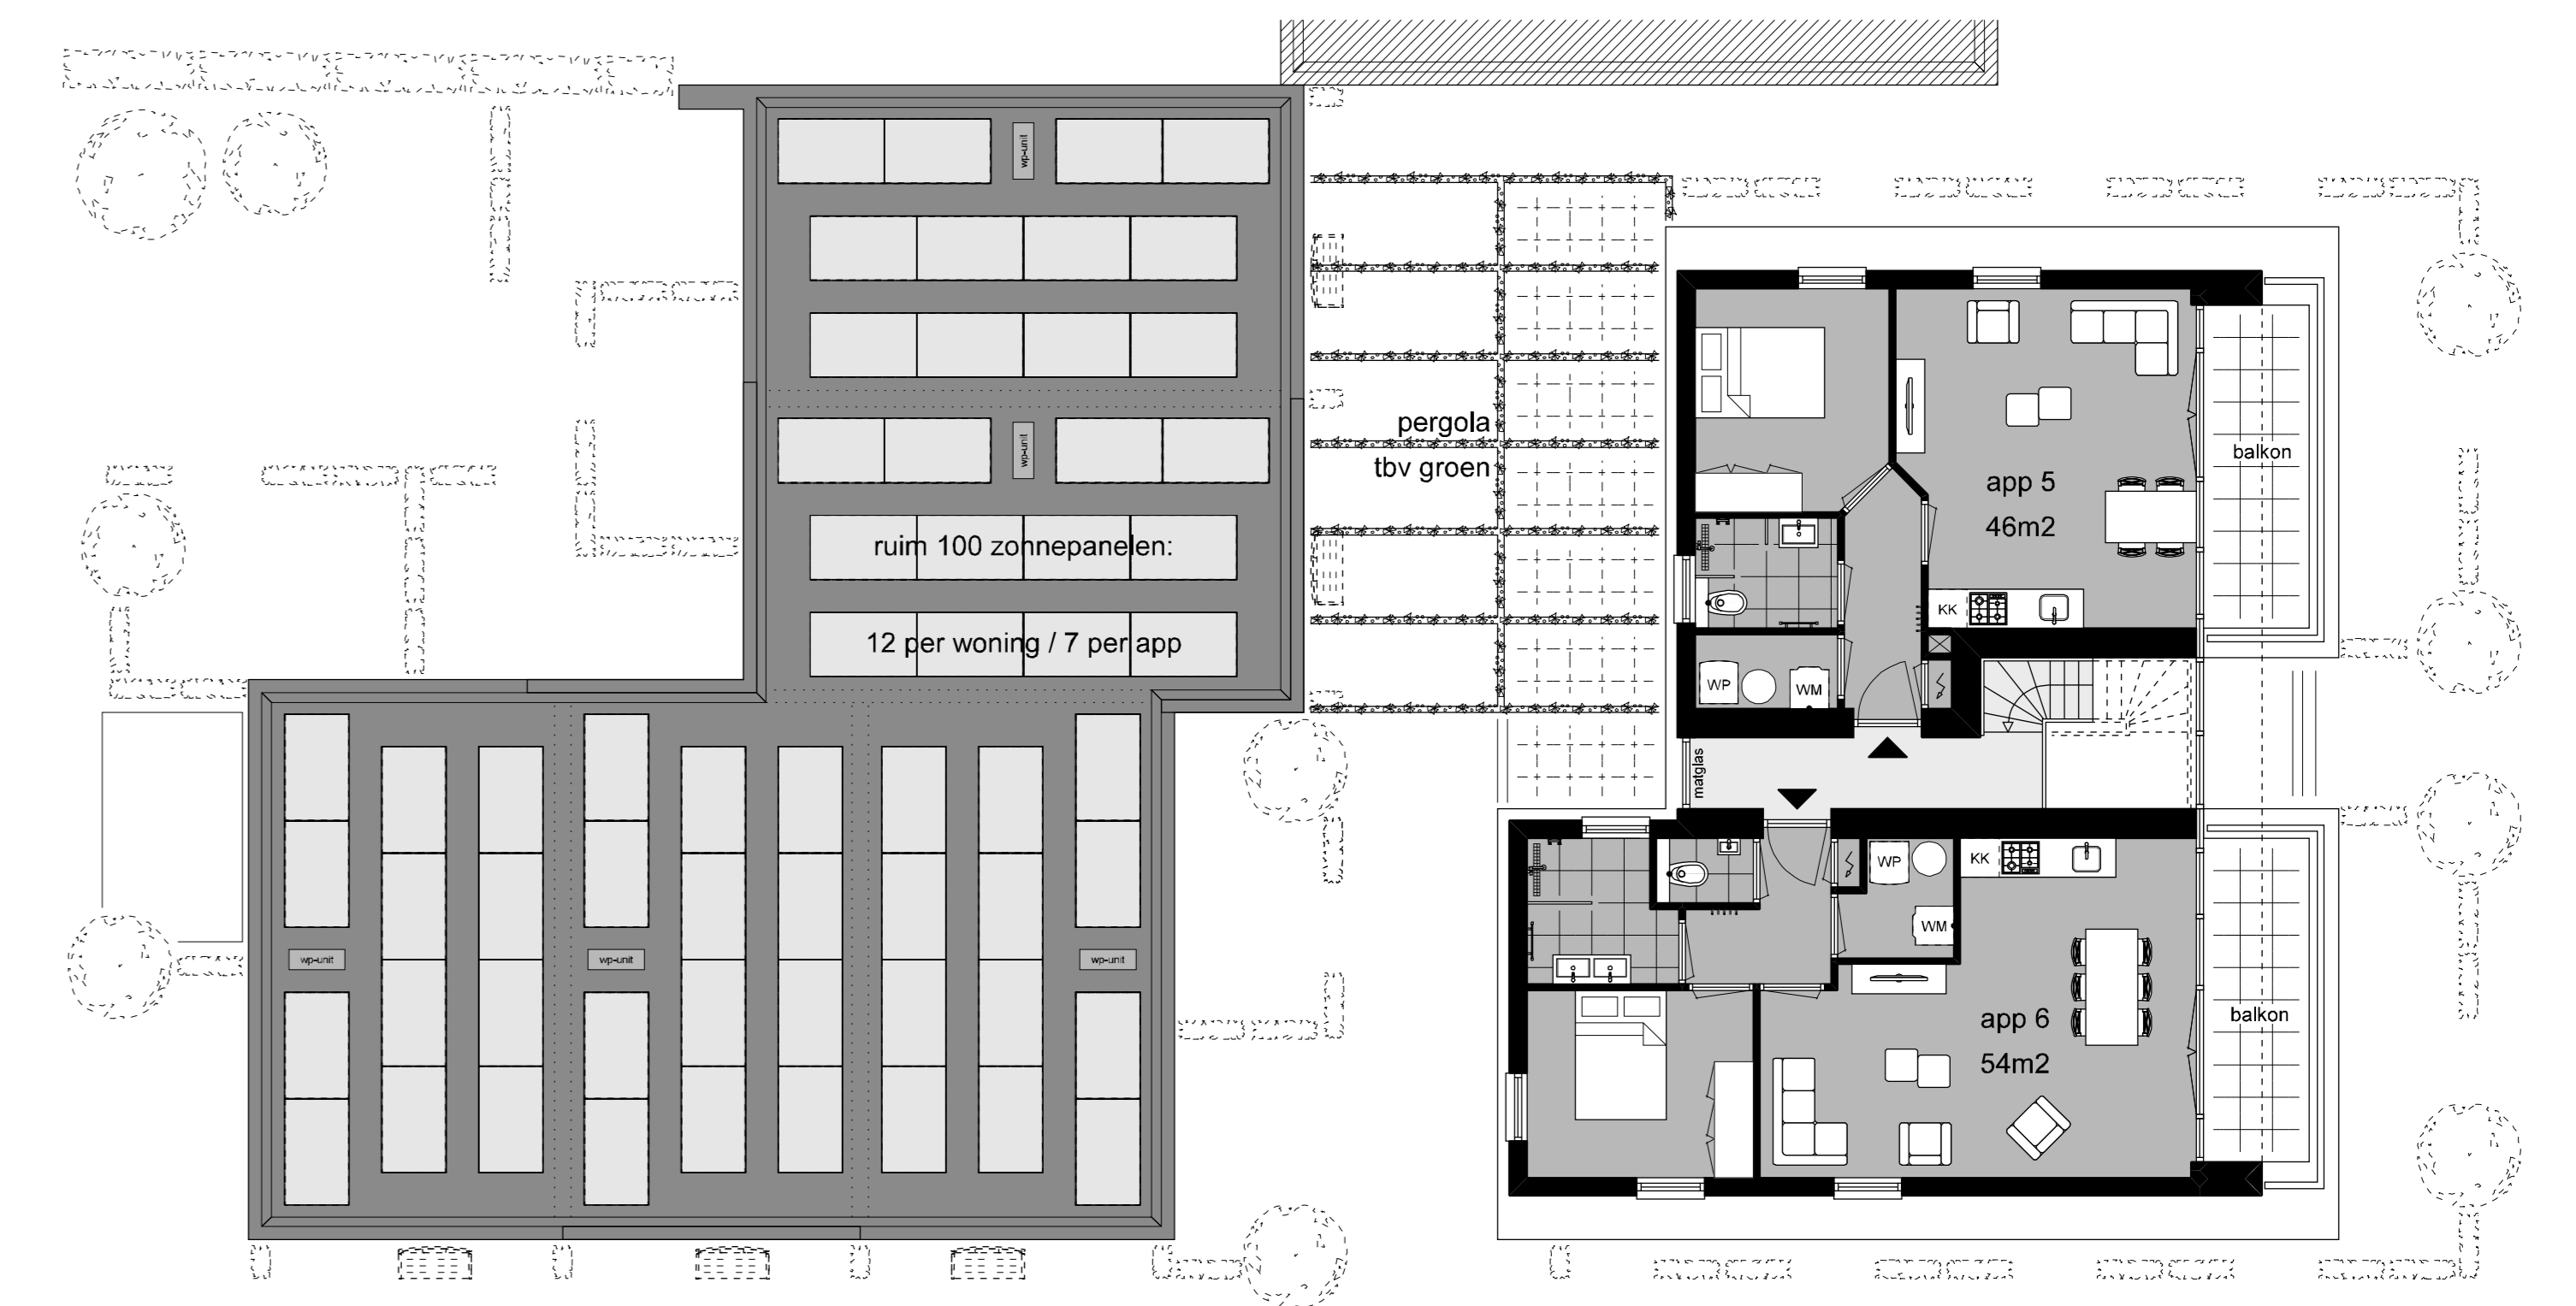 wp-unit
pergola
tbv groen
wp-unit
ruim 100 zonnepanelen:
12 per woning / 7 per app
wp-unit
wp-unit
wp-unit
balkon
app 5
46m2
KK
WP
WM
matglas
WP
KK
WM
app 6
54m2
balkon